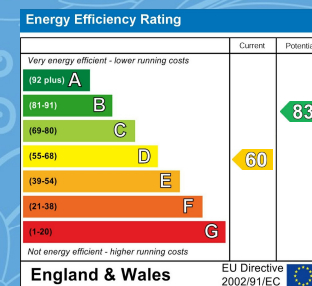 Energy Efficiency Rating
Current
Very energy efficient - lower running costs
(92 plus) A
(81-91) B
83
(69-80) C
(55-68) D
60
(39-54) E
(21-38) F
(1-20) G
Not energy efficient - higher running costs
England & Wales
EU Directive
2002/91/EC